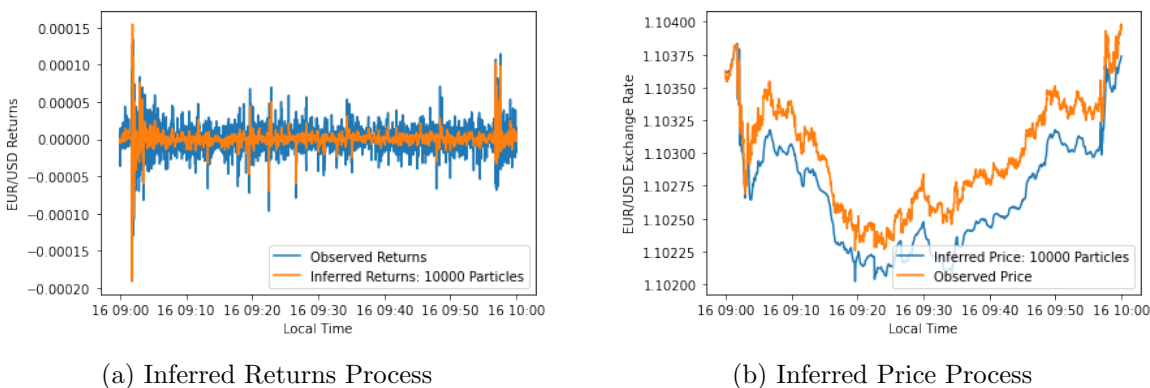 0.00015
0.00010
0.00005
0.00000
−0.00005
−0.00010
−0.00015
−0.00020
EUR/USD Returns
Observed Returns
Inferred Returns: 10000 Particles
16 09:00 16 09:10 16 09:20 16 09:30 16 09:40 16 09:50 16 10:00
Local Time
(a) Inferred Returns Process
1.10400
1.10375
1.10350
1.10325
1.10300
1.10275
1.10250
1.10225
1.10200
EUR/USD Exchange Rate
Inferred Price: 10000 Particles
Observed Price
16 09:00 16 09:10 16 09:20 16 09:30 16 09:40 16 09:50 16 10:00
Local Time
(b) Inferred Price Process